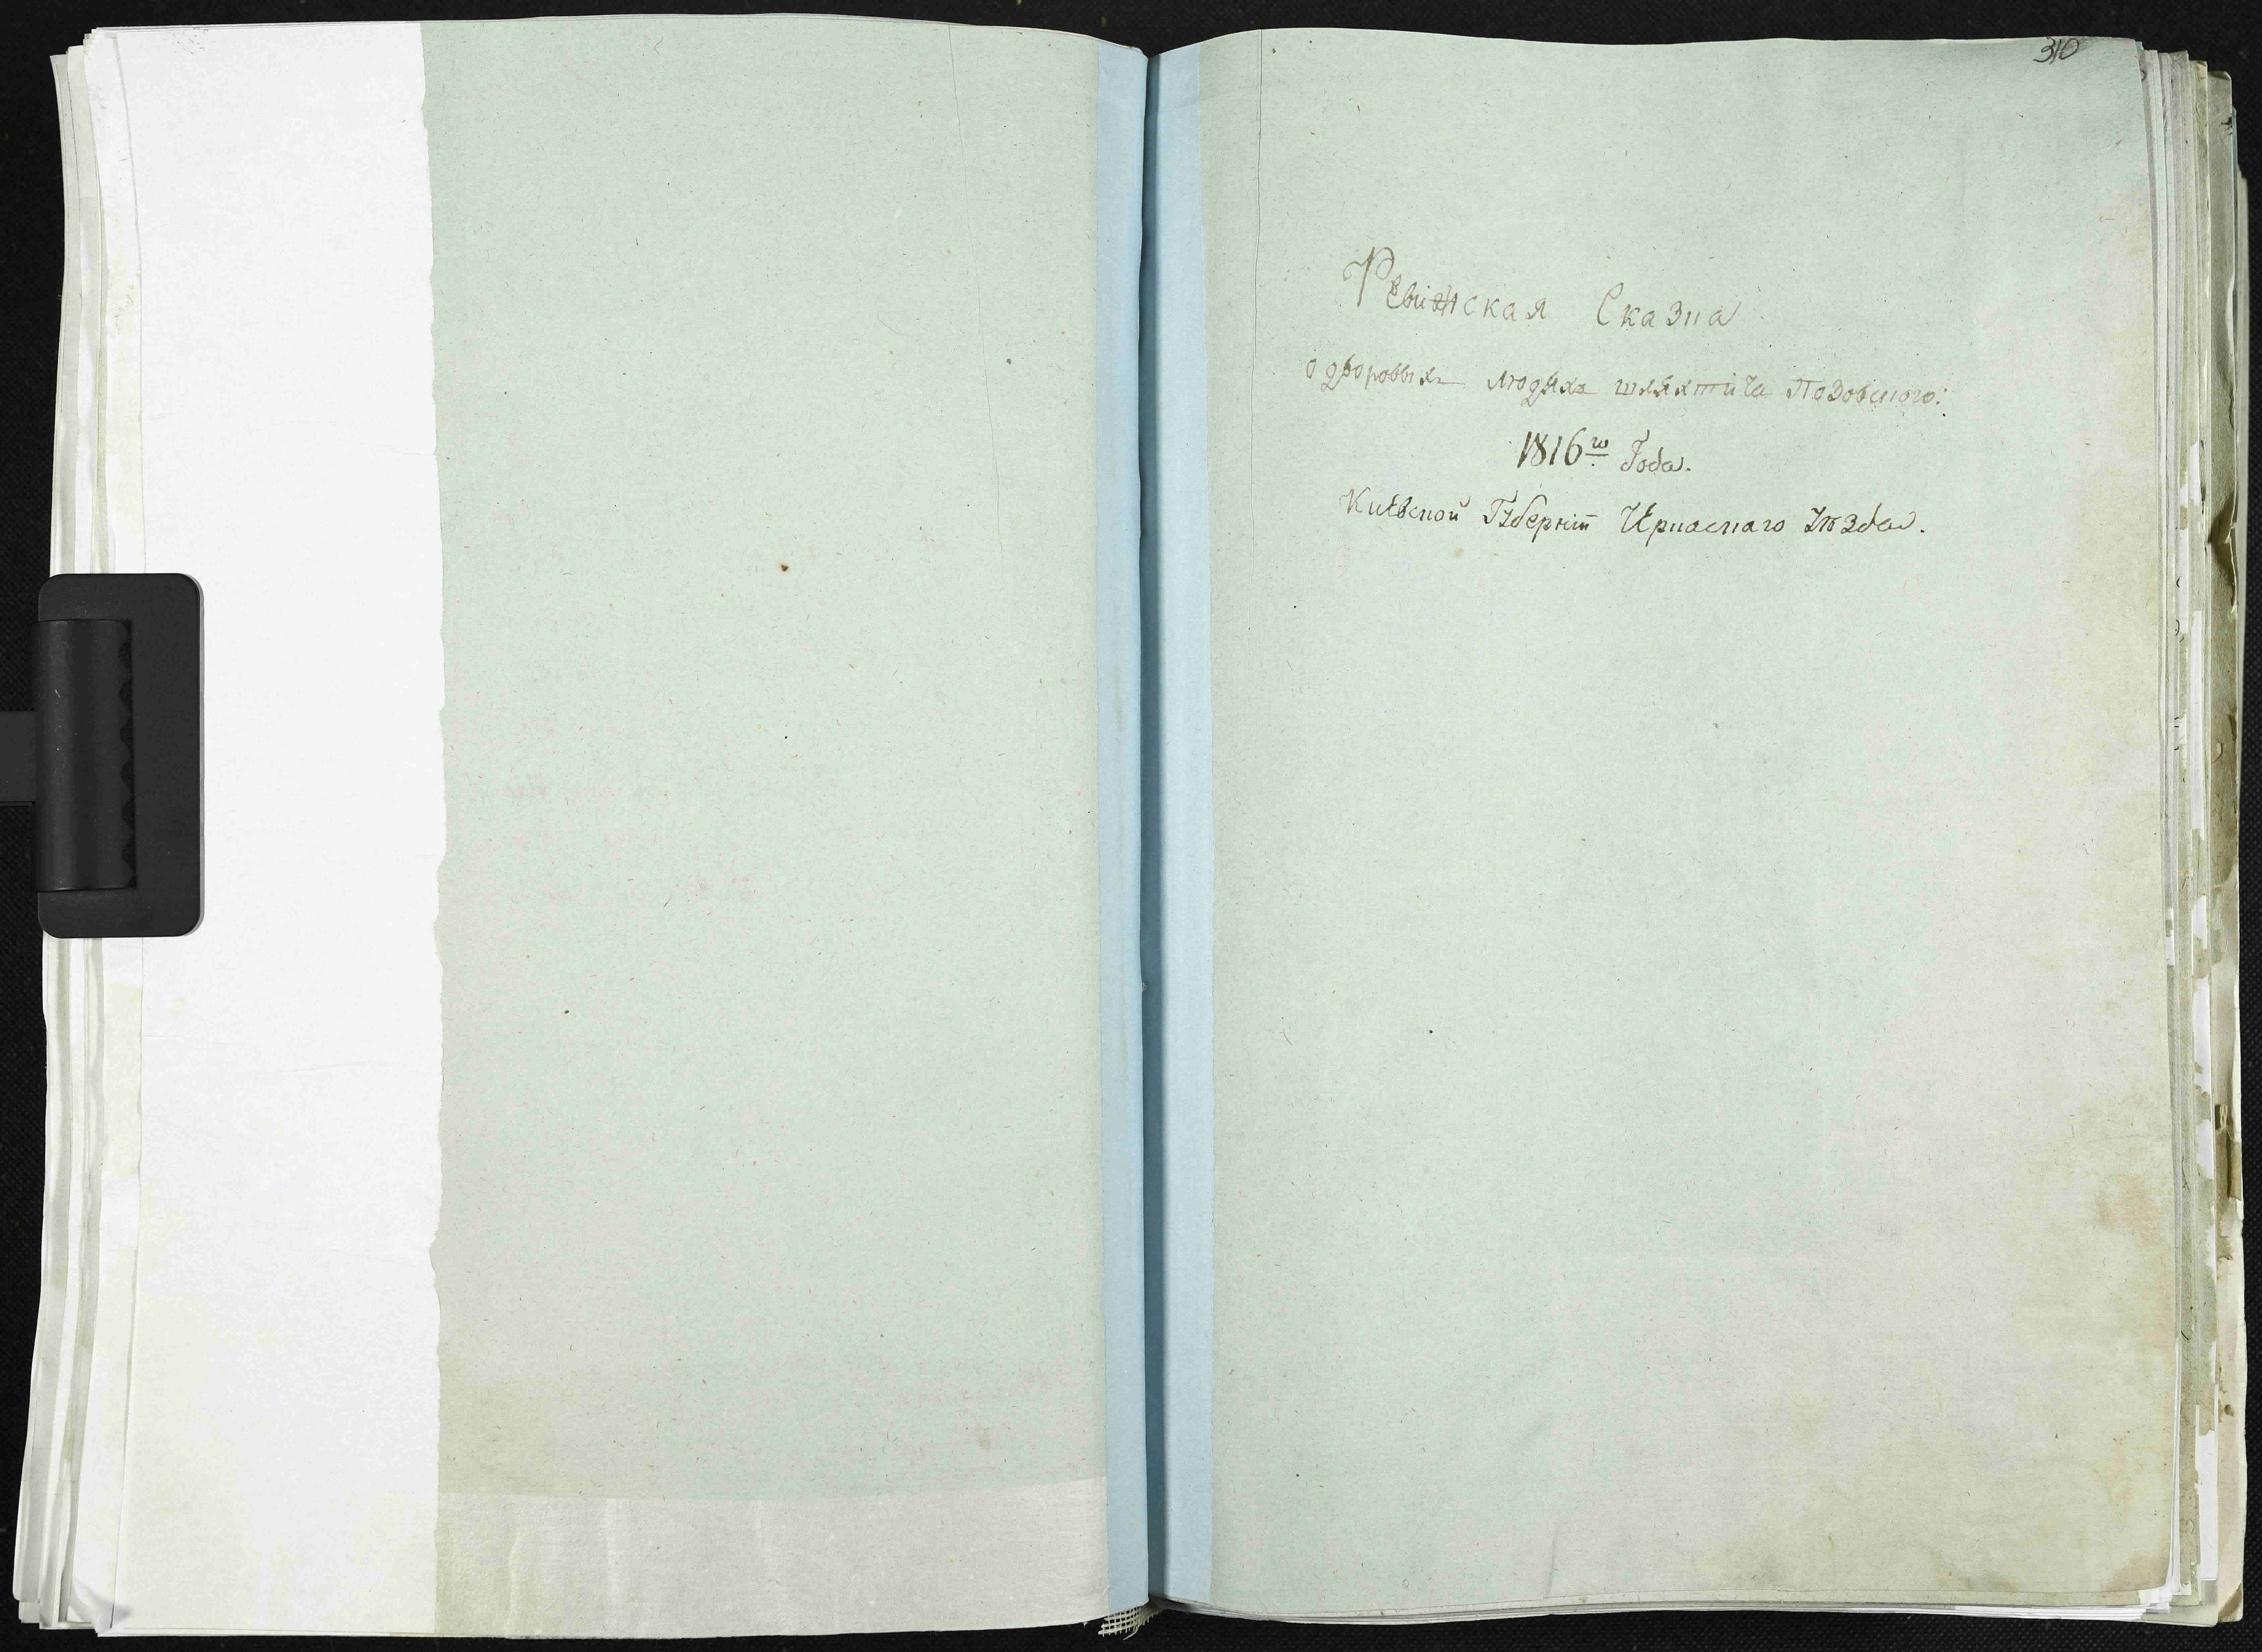 310
Ревижская Сказка
о дворовых людях шляхтича Подовского:
1816го Года.
Киевской Губернии Черкаскаго Уезда.